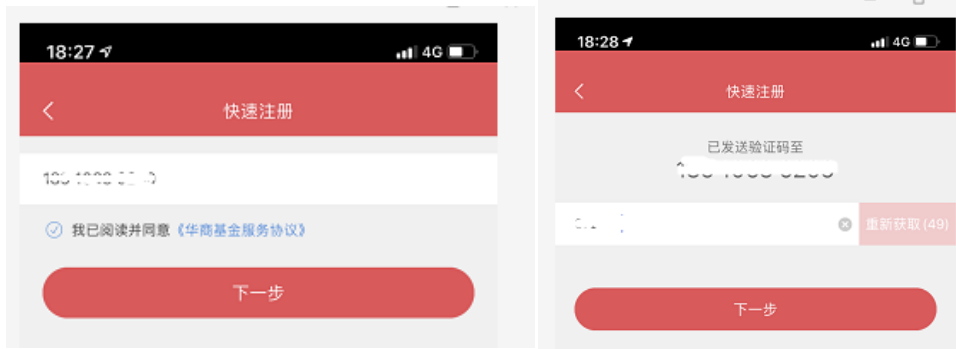 18:27
4G
快速注册
我已阅读并同意《华商基金服务协议》
下一步
18:28
4G
快速注册
已发送验证码至
重新获取(49)
下一步